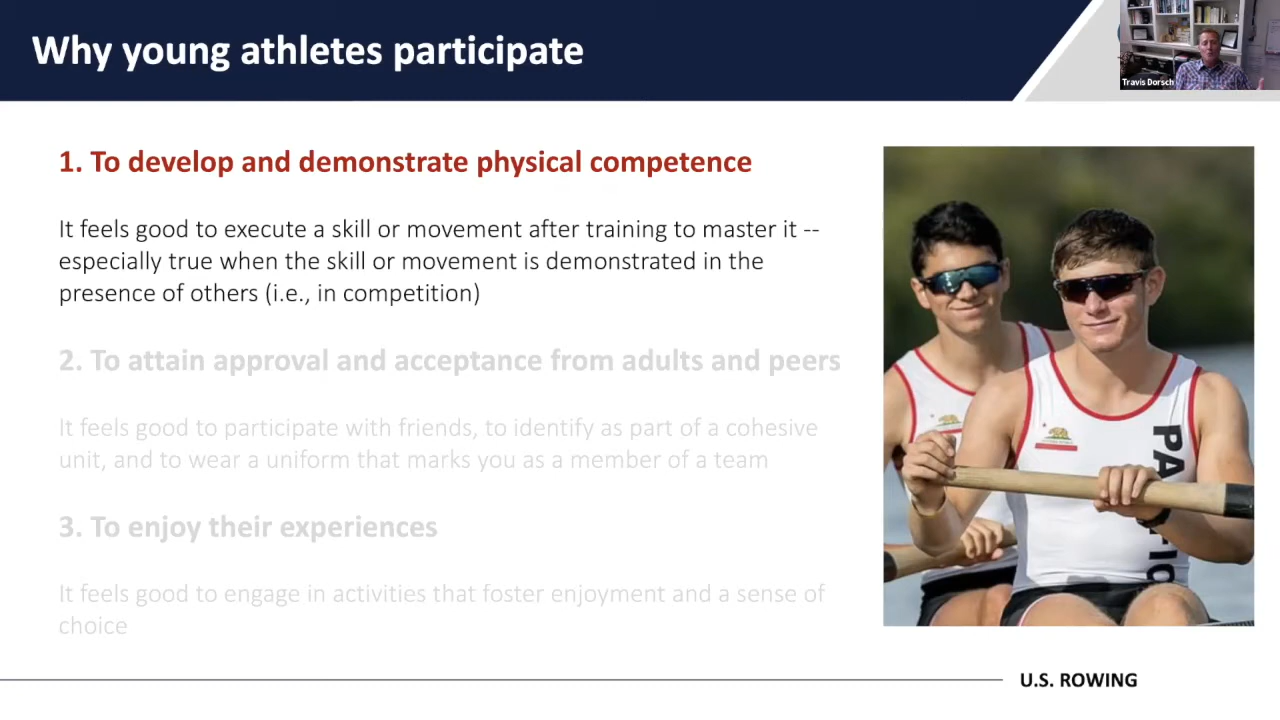 Why young athletes participate
Travis Dorsch
1. To develop and demonstrate physical competence
It feels good to execute a skill or movement after training to master it --
especially true when the skill or movement is demonstrated in the
presence of others (i.e., in competition)
2. To attain approval and acceptance from adults and peers
It feels good to participate with friends, to identify as part of a cohesive
unit, and to wear a uniform that marks you as a member of a team
3. To enjoy their experiences
It feels good to engage in activities that foster enjoyment and a sense of
choice
U.S. ROWING